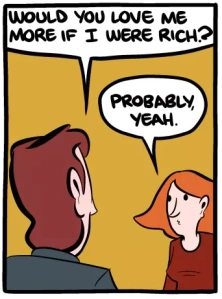 WOULD YOU LOVE ME
MORE IF I WERE RICH?
PROBABLY,
YEAH.